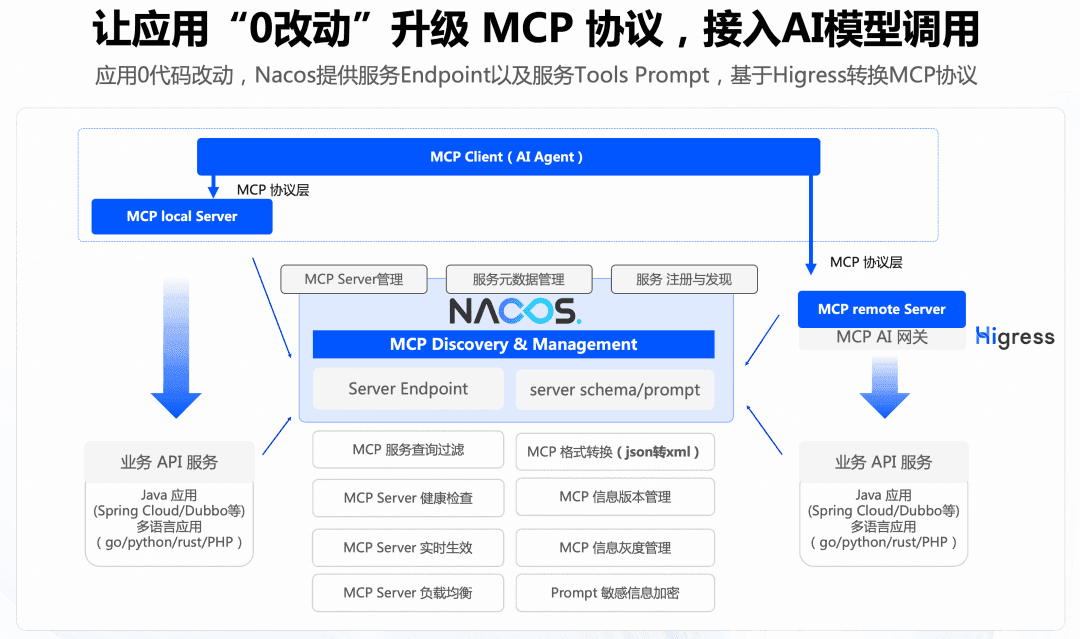 让应用“0改动”升级 MCP 协议，接入AI模型调用
应用0代码改动，Nacos提供服务Endpoint以及服务Tools Prompt，基于Higress转换MCP协议
MCP Client（AI Agent）
MCP 协议层
MCP local Server
MCP 协议层
MCP Server管理
服务元数据管理
服务 注册与发现
NACOS.
MCP remote Server
MCP AI 网关
Higress
MCP Discovery & Management
Server Endpoint
server schema/prompt
业务 API 服务
Java 应用
(Spring Cloud/Dubbo等)
多语言应用
（go/python/rust/PHP）
MCP 服务查询过滤
MCP 格式转换（json转xml）
MCP Server 健康检查
MCP 信息版本管理
MCP Server 实时生效
MCP 信息灰度管理
MCP Server 负载均衡
Prompt 敏感信息加密
业务 API 服务
Java 应用
(Spring Cloud/Dubbo等)
多语言应用
（go/python/rust/PHP）